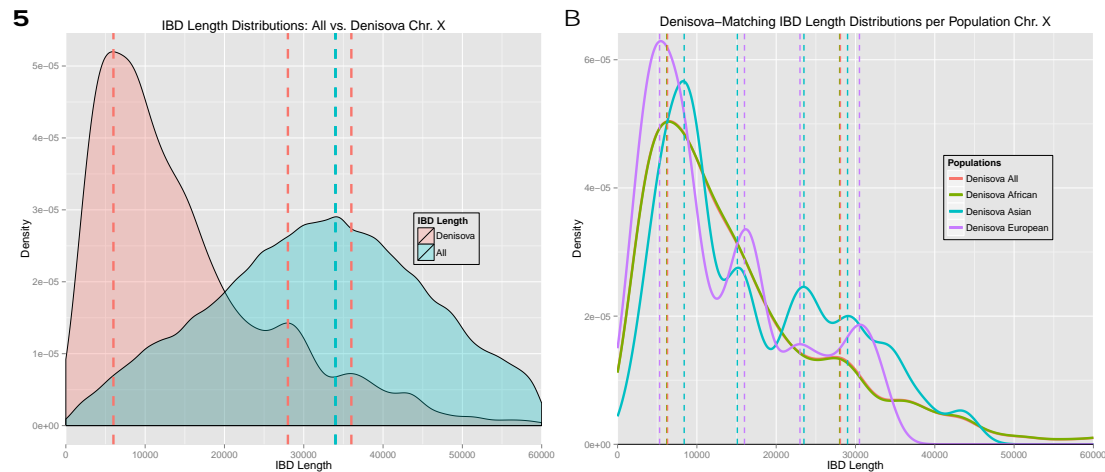 5
IBD Length Distributions: All vs. Denisova Chr. X
Density
5e−05
4e−05
3e−05
2e−05
1e−05
0e+00
0 10000 20000 30000 40000 50000 60000
IBD Length
IBD Length
Denisova
All
B
Denisova−Matching IBD Length Distributions per Population Chr. X
Density
6e−05
4e−05
2e−05
0e+00
0 10000 20000 30000 40000 50000 60000
IBD Length
Populations
Denisova All
Denisova African
Denisova Asian
Denisova European